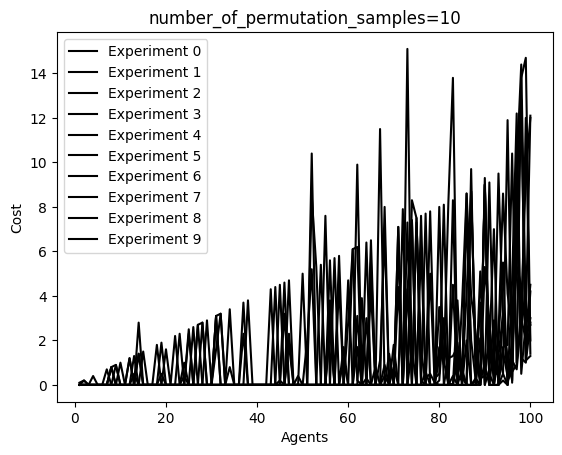 number_of_permutation_samples=10
Experiment 0
Experiment 1
Experiment 2
Experiment 3
Experiment 4
Experiment 5
Experiment 6
Experiment 7
Experiment 8
Experiment 9
14
12
10
8
6
4
2
0
Cost
0 20 40 60 80 100
Agents